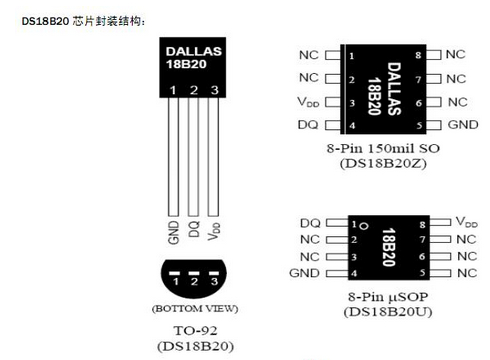 DS18B20 芯片封装结构：
DALLAS
18B20
1 2 3
GND DQ VDD
1 2 3
(BOTTOM VIEW)
TO-92
(DS18B20)
NC 1 8 NC
NC 2 7 NC
VDD 3 6 NC
DQ 4 5 GND
DALLAS
18B20
8-Pin 150mil SO
(DS18B20Z)
DQ 1 8 VDD
NC 2 7 NC
NC 3 6 NC
GND 4 5 NC
18B20
8-Pin µSOP
(DS18B20U)